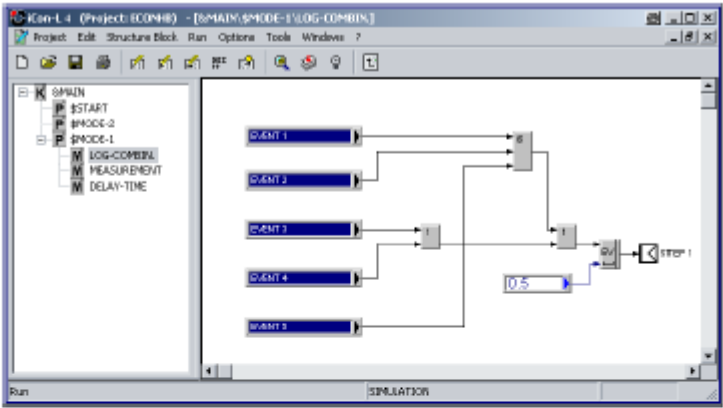 iCon-L 4 (Project: ECONHB) - [&MAIN\$MODE-1\LOG-COMBIN.]
Project Edit Structure Block Run Options Tools Windows ?
&MAIN
$START
$MODE-2
$MODE-1
LOG-COMBIN.
MEASUREMENT
DELAY-TIME
EVENT 1
&
EVENT 2
EVENT 3
EVENT 4
STEP 1
0.5
EVENT 5
Run SIMULATION